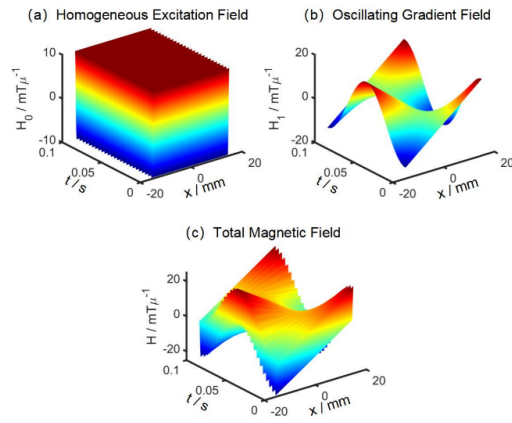 (a) Homogeneous Excitation Field
(b) Oscillating Gradient Field
H₀ / mTμ⁻¹
10
0
-10
0.1
0.05
0
t / s
-20
0
20
x / mm
H₁ / mTμ⁻¹
20
0
-20
0.1
0.05
0
t / s
-20
0
20
x / mm
(c) Total Magnetic Field
H / mTμ⁻¹
20
0
-20
0.1
0.05
0
t / s
-20
0
20
x / mm